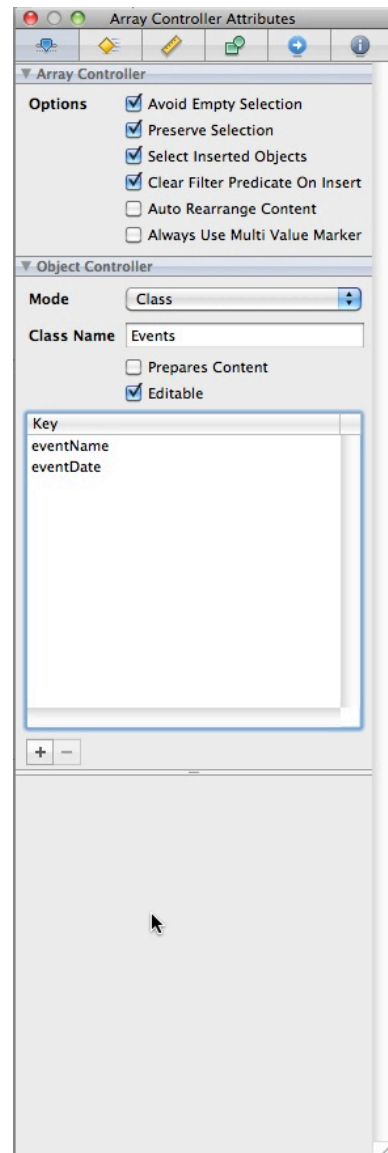 Array Controller Attributes
Array Controller
Options
Avoid Empty Selection
Preserve Selection
Select Inserted Objects
Clear Filter Predicate On Insert
Auto Rearrange Content
Always Use Multi Value Marker
Object Controller
Mode Class
Class Name Events
Prepares Content
Editable
Key
eventName
eventDate